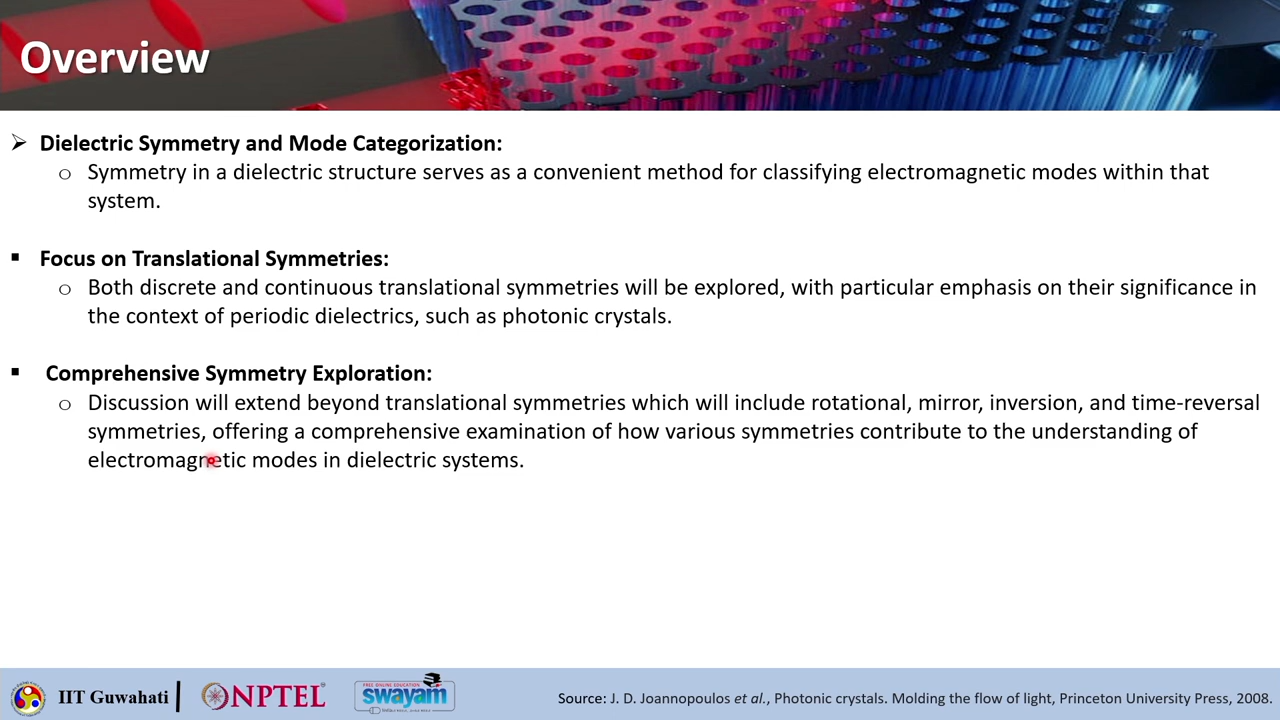 Overview
➢ Dielectric Symmetry and Mode Categorization:
o Symmetry in a dielectric structure serves as a convenient method for classifying electromagnetic modes within that
system.
▪ Focus on Translational Symmetries:
o Both discrete and continuous translational symmetries will be explored, with particular emphasis on their significance in
the context of periodic dielectrics, such as photonic crystals.
▪ Comprehensive Symmetry Exploration:
o Discussion will extend beyond translational symmetries which will include rotational, mirror, inversion, and time-reversal
symmetries, offering a comprehensive examination of how various symmetries contribute to the understanding of
electromagnetic modes in dielectric systems.
IIT Guwahati
NPTEL
FREE ONLINE EDUCATION
swayam
Source: J. D. Joannopoulos et al., Photonic crystals. Molding the flow of light, Princeton University Press, 2008.